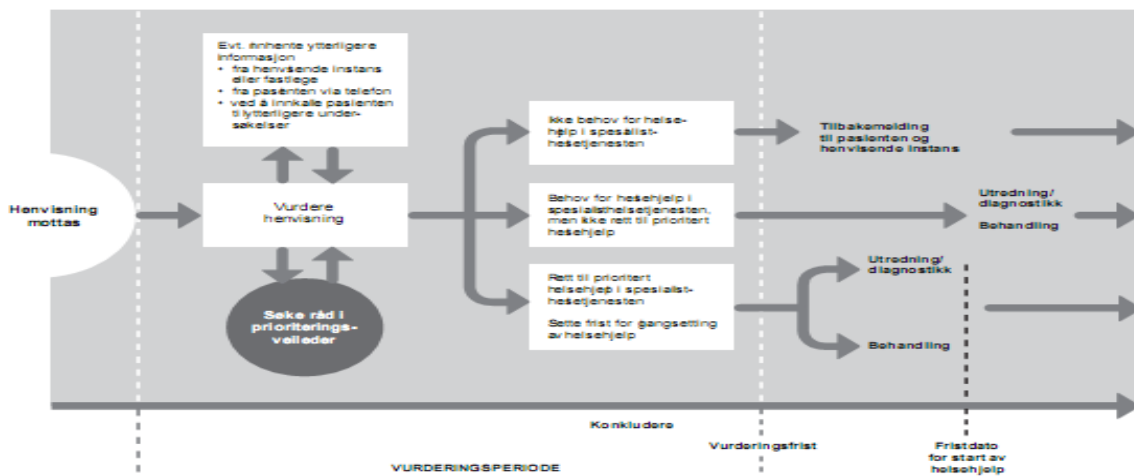 Evt. innhente ytterligere
informasjon
• fra henvisende instans
eller fastlege
• fra pasienten via telefon
• ved å innkalle pasienten
til ytterligere under-
søkelser
Henvisning
mottas
Vurdere
henvisning
Søke råd i
prioriterings-
veileder
Ikke behov for helse-
hjelp i spesialist-
helsetjenesten
Behov for helsehjelp i
spesialisthelsetjenesten,
men ikke rett til prioritert
helsehjelp
Rett til prioritert
helsehjelp i spesialist-
helsetjenesten
Sette frist for igangsetting
av helsehjelp
Tilbakemelding
til pasienten og
henvisende instans
Utredning/
diagnostikk
Behandling
Utredning/
diagnostikk
Behandling
Konkludere
Vurderingsfrist
Fristdato
for start av
helsehjelp
VURDERINGSPERIODE